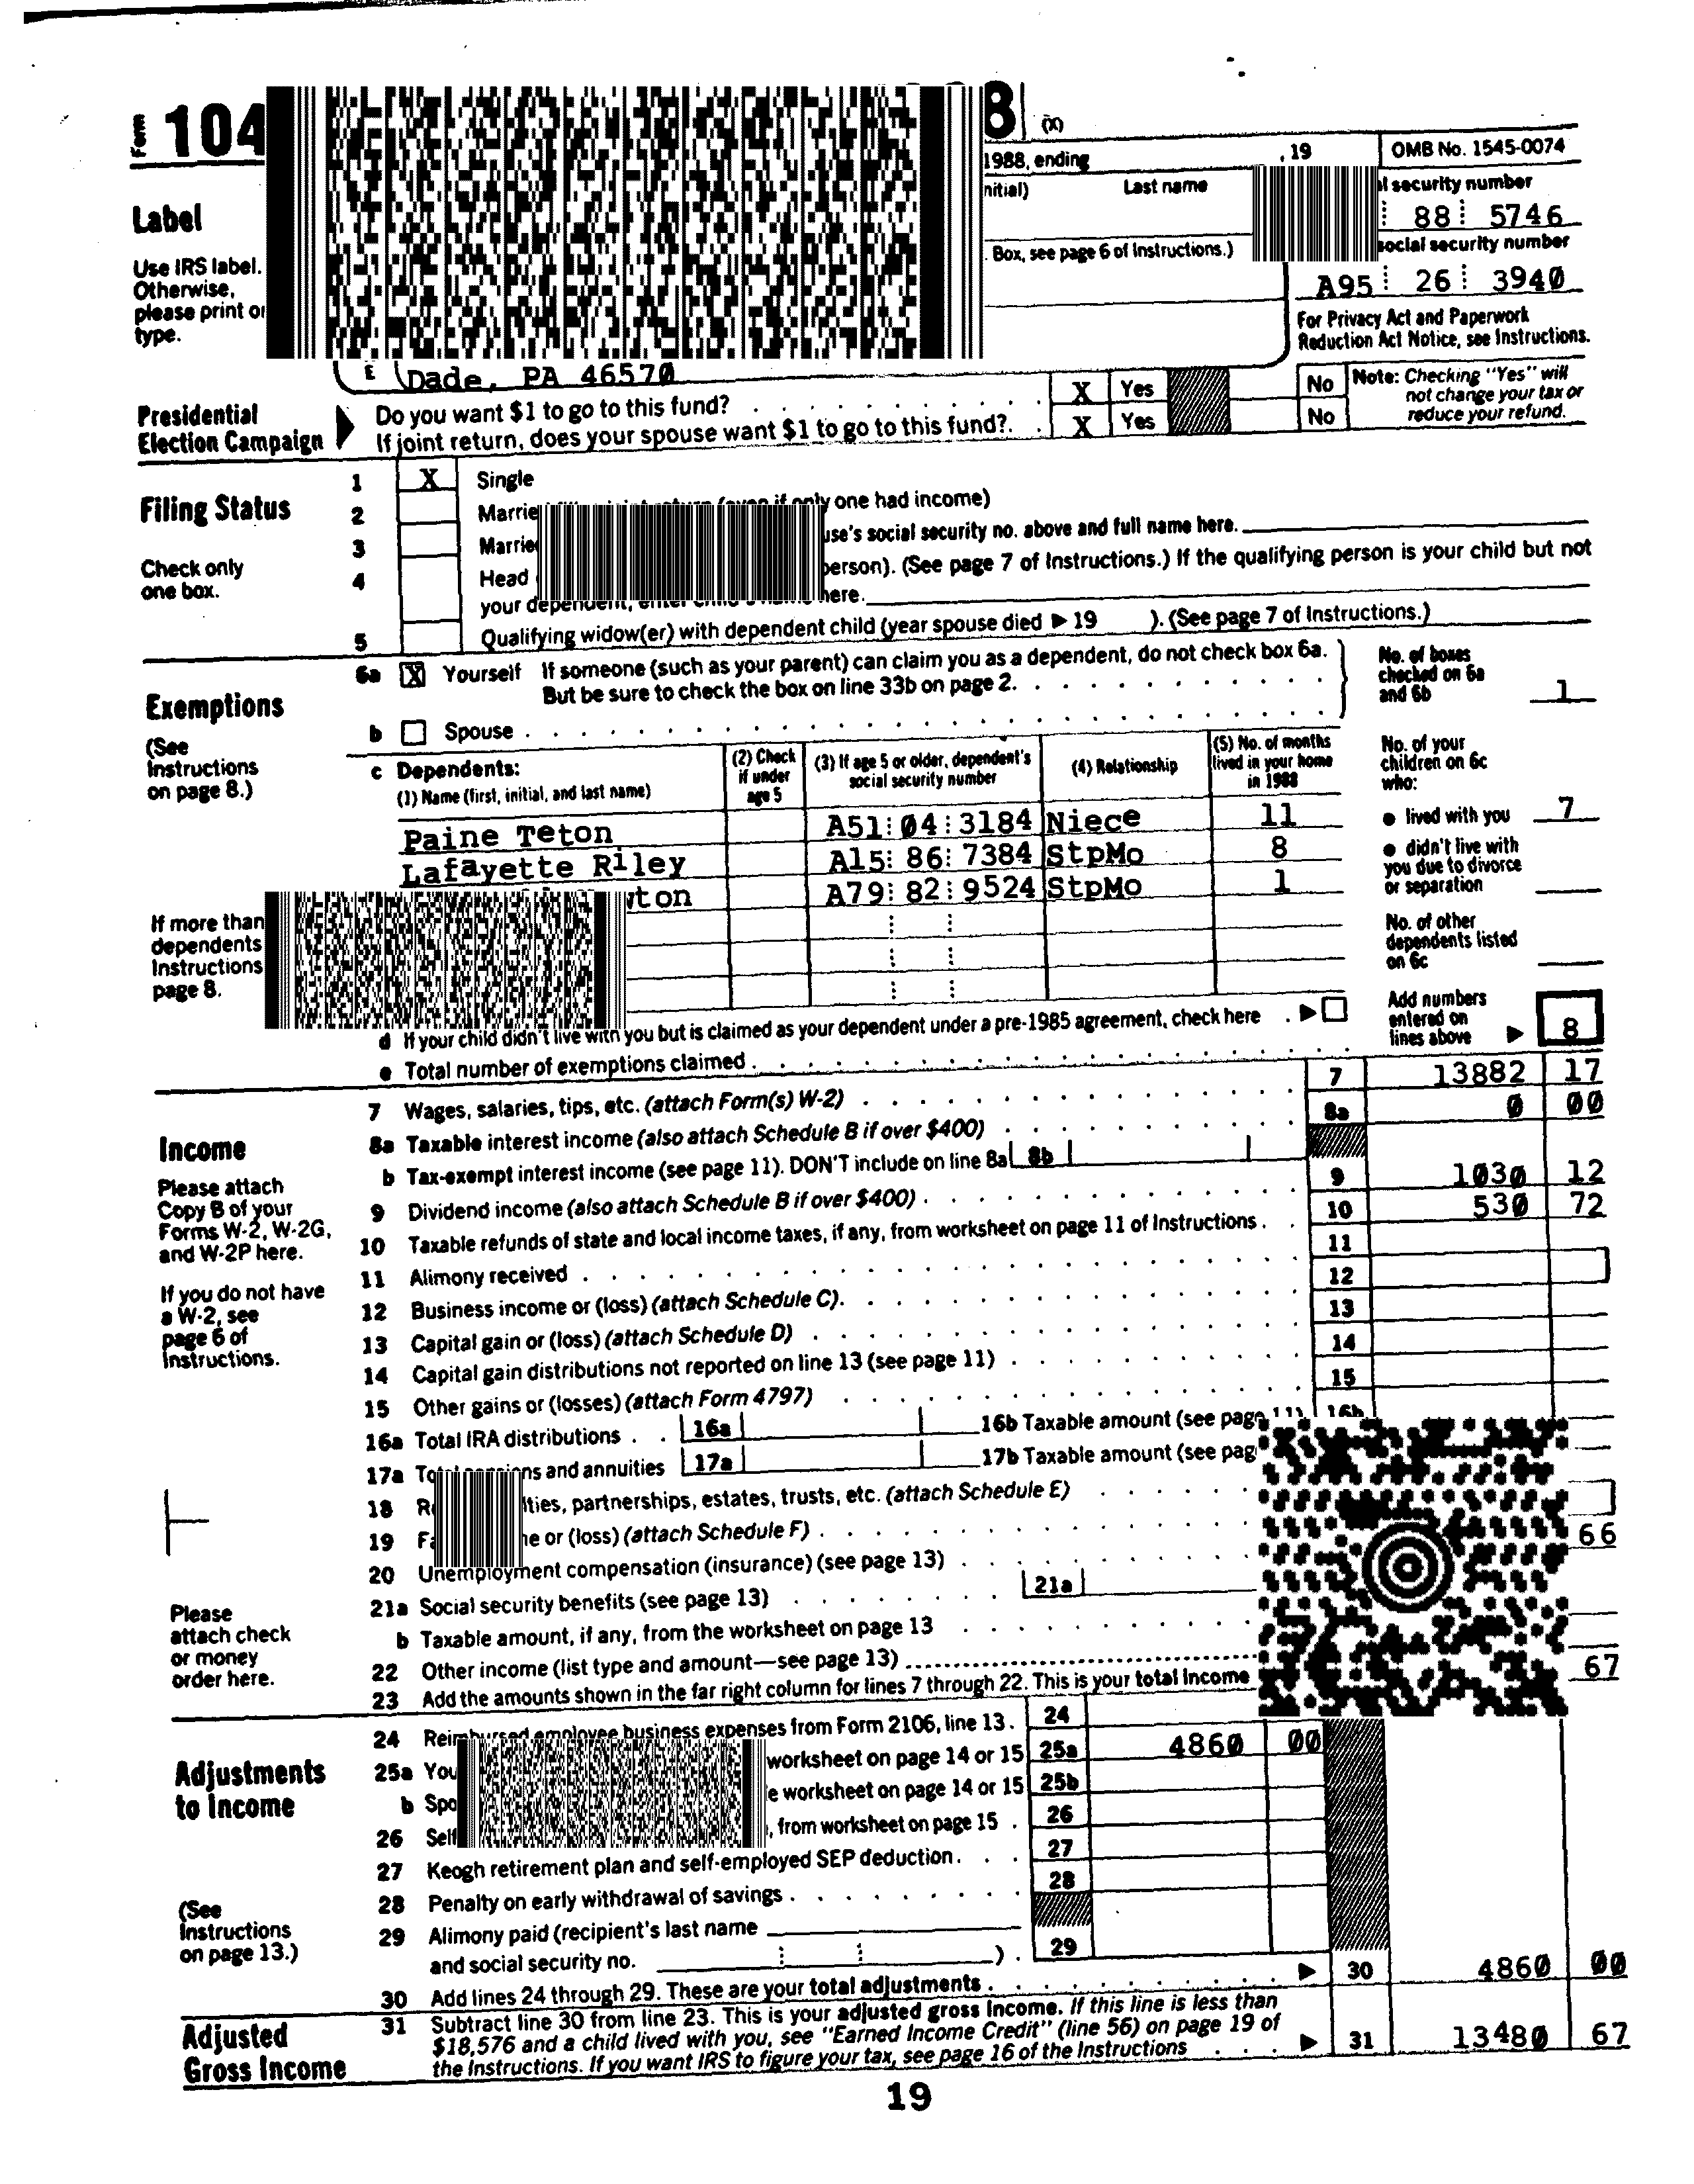 Form 104
8 (X)
1988, ending , 19 OMB No. 1545-0074
Label
nitial) Last name l security number
88 5746
Box, see page 6 of Instructions.) social security number
Use IRS label.
Otherwise,
please print or
type.
A95 26 3940
For Privacy Act and Paperwork
Reduction Act Notice, see Instructions.
E Dade, PA 46570
Presidential
Election Campaign
Do you want $1 to go to this fund? X Yes No
If joint return, does your spouse want $1 to go to this fund? X Yes No
Note: Checking "Yes" will
not change your tax or
reduce your refund.
Filing Status
Check only
one box.
1 X Single
2 Marrie y one had income)
3 Marrie use's social security no. above and full name here.
4 Head person). (See page 7 of Instructions.) If the qualifying person is your child but not
your dependent, enter child's name here.
5 Qualifying widow(er) with dependent child (year spouse died ▶ 19 ). (See page 7 of Instructions.)
Exemptions
(See
Instructions
on page 8.)
6a X Yourself If someone (such as your parent) can claim you as a dependent, do not check box 6a.
But be sure to check the box on line 33b on page 2.
b Spouse
No. of boxes
checked on 6a
and 6b 1
c Dependents:
(1) Name (first, initial, and last name)
(2) Check
if under
age 5
(3) If age 5 or older, dependent's
social security number
(4) Relationship
(5) No. of months
lived in your home
in 1988
No. of your
children on 6c
who:
Paine Teton A51 04 3184 Niece 11
Lafayette Riley A15 86 7384 StpMo 8
ton A79 82 9524 StpMo 1
● lived with you 7
● didn't live with
you due to divorce
or separation
No. of other
dependents listed
on 6c
If more than
dependents
Instructions
page 8.
d If your child didn't live with you but is claimed as your dependent under a pre-1985 agreement, check here ▶
e Total number of exemptions claimed
Add numbers
entered on
lines above ▶ 8
Income
Please attach
Copy B of your
Forms W-2, W-2G,
and W-2P here.
If you do not have
a W-2, see
page 6 of
Instructions.
7 Wages, salaries, tips, etc. (attach Form(s) W-2) 7 13882 17
8a Taxable interest income (also attach Schedule B if over $400) 8a 0 00
b Tax-exempt interest income (see page 11). DON'T include on line 8a 8b
9 Dividend income (also attach Schedule B if over $400) 9 1030 12
10 Taxable refunds of state and local income taxes, if any, from worksheet on page 11 of Instructions 10 530 72
11 Alimony received 11
12 Business income or (loss) (attach Schedule C) 12
13 Capital gain or (loss) (attach Schedule D) 13
14 Capital gain distributions not reported on line 13 (see page 11) 14
15 Other gains or (losses) (attach Form 4797) 15
16a Total IRA distributions 16a 16b Taxable amount (see page 11) 16b
17a and annuities 17a 17b Taxable amount (see pag
18 R lties, partnerships, estates, trusts, etc. (attach Schedule E)
19 Fa e or (loss) (attach Schedule F) 66
20 Unemployment compensation (insurance) (see page 13)
21a Social security benefits (see page 13) 21a
b Taxable amount, if any, from the worksheet on page 13
22 Other income (list type and amount—see page 13)
23 Add the amounts shown in the far right column for lines 7 through 22. This is your total income 67
Please
attach check
or money
order here.
Adjustments
to Income
(See
Instructions
on page 13.)
24 Reimbursed employee business expenses from Form 2106, line 13. 24
25a You worksheet on page 14 or 15 25a 4860 00
b Spo e worksheet on page 14 or 15 25b
26 Self , from worksheet on page 15 26
27 Keogh retirement plan and self-employed SEP deduction 27
28 Penalty on early withdrawal of savings 28
29 Alimony paid (recipient's last name
and social security no. ) 29
30 Add lines 24 through 29. These are your total adjustments ▶ 30 4860 00
Adjusted
Gross Income
31 Subtract line 30 from line 23. This is your adjusted gross income. If this line is less than
$18,576 and a child lived with you, see "Earned Income Credit" (line 56) on page 19 of
the Instructions. If you want IRS to figure your tax, see page 16 of the Instructions ▶ 31 13480 67
19